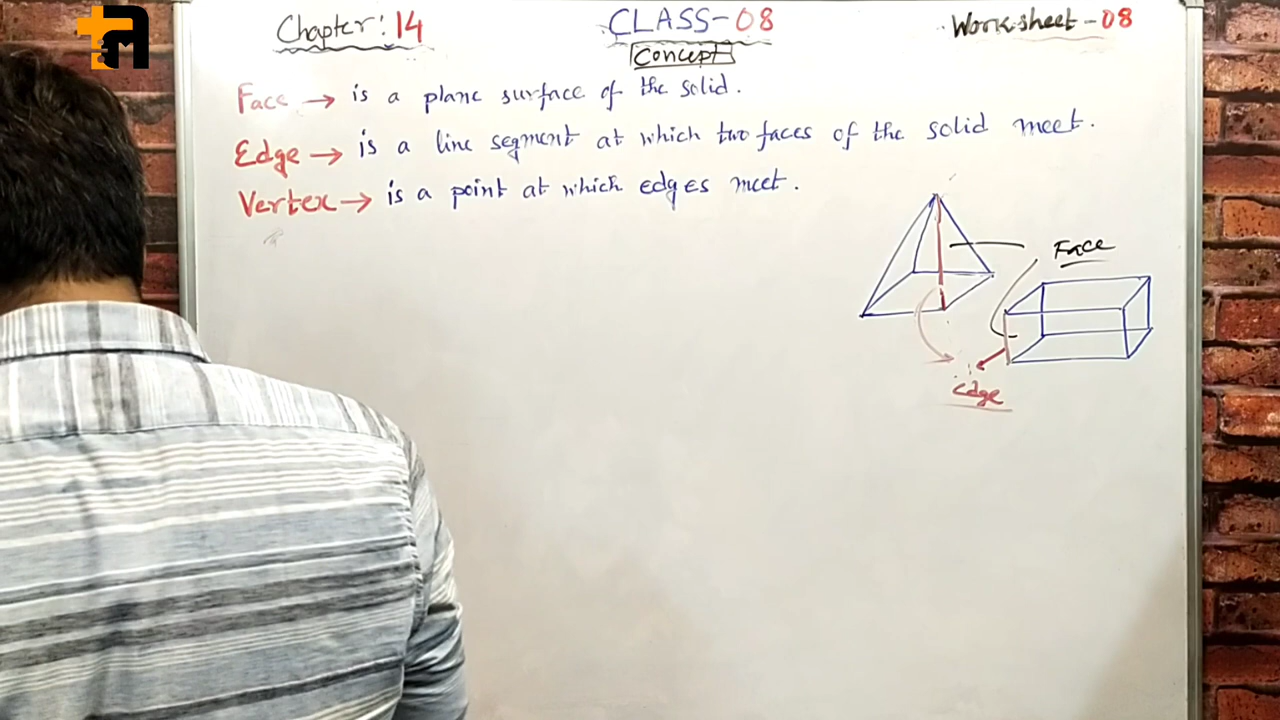 Chapter: 14 CLASS-08 Worksheet-08
Concept
Face → is a plane surface of the solid.
Edge → is a line segment at which two faces of the solid meet.
Vertex → is a point at which edges meet.
Face
Edge